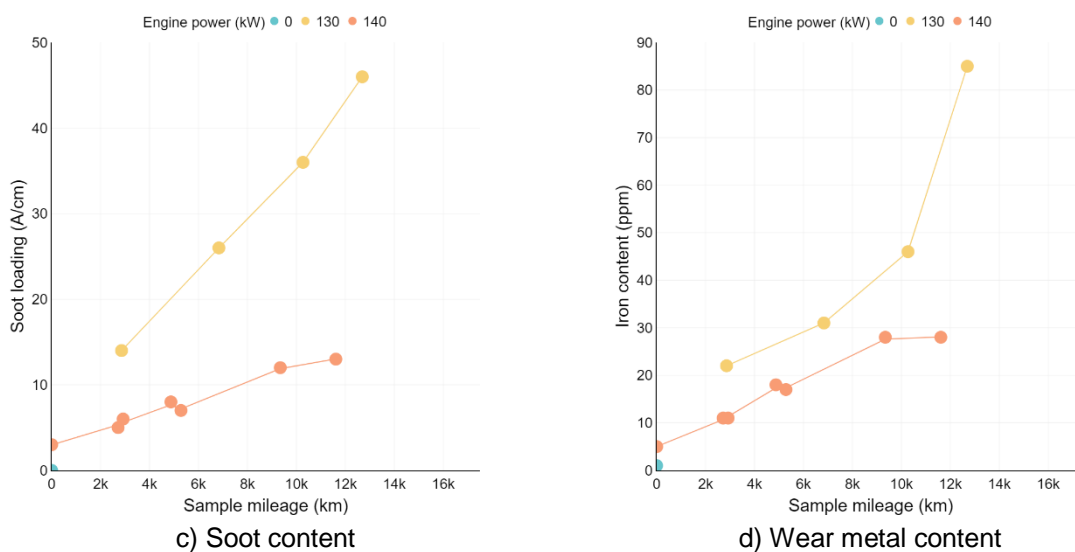 Engine power (kW) 0 130 140
50
40
30
20
10
0
Soot loading (A/cm)
0 2k 4k 6k 8k 10k 12k 14k 16k
Sample mileage (km)
c) Soot content
Engine power (kW) 0 130 140
90
80
70
60
50
40
30
20
10
0
Iron content (ppm)
0 2k 4k 6k 8k 10k 12k 14k 16k
Sample mileage (km)
d) Wear metal content